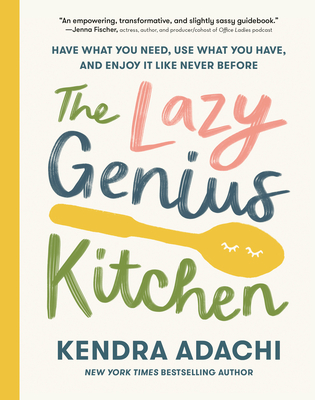 "An empowering, transformative, and slightly sassy guidebook."
—Jenna Fischer, actress, author, and producer/cohost of Office Ladies podcast
HAVE WHAT YOU NEED, USE WHAT YOU HAVE,
AND ENJOY IT LIKE NEVER BEFORE
The Lazy
Genius
Kitchen
KENDRA ADACHI
NEW YORK TIMES BESTSELLING AUTHOR